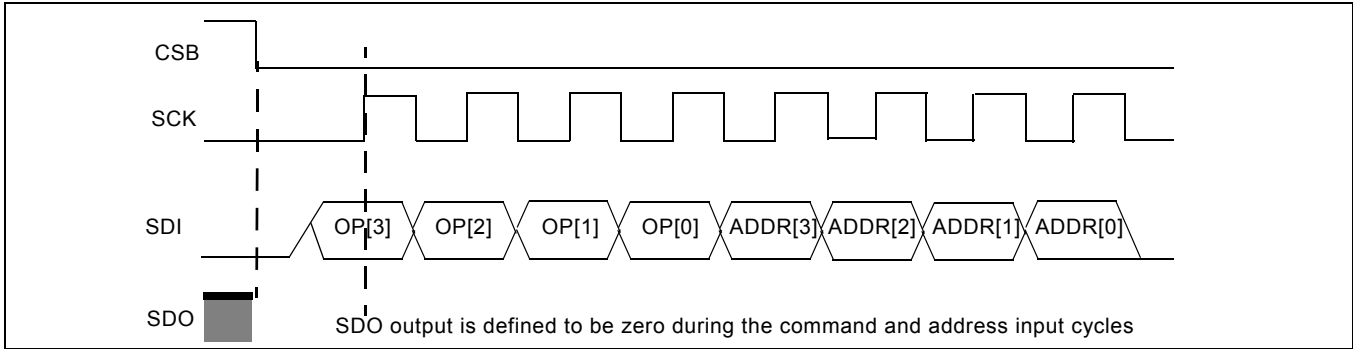 CSB
SCK
SDI OP[3] OP[2] OP[1] OP[0] ADDR[3] ADDR[2] ADDR[1] ADDR[0]
SDO SDO output is defined to be zero during the command and address input cycles